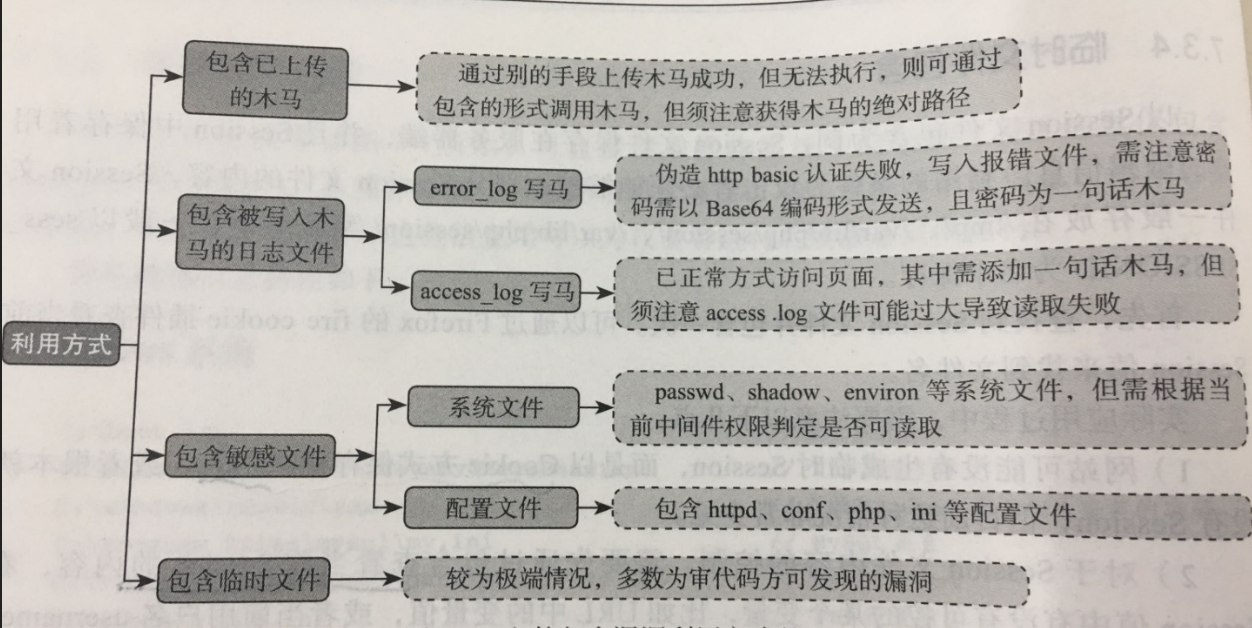 7.3.4 临时文
包含已上传
的木马
通过别的手段上传木马成功，但无法执行，则可通过
包含的形式调用木马，但须注意获得木马的绝对路径
包含被写入木
马的日志文件
error_log 写马
伪造 http basic 认证失败，写入报错文件，需注意密
码需以 Base64 编码形式发送，且密码为一句话木马
access_log 写马
已正常方式访问页面，其中需添加一句话木马，但
须注意 access .log 文件可能过大导致读取失败
利用方式
包含敏感文件
系统文件
passwd、shadow、environ 等系统文件，但需根据当
前中间件权限判定是否可读取
配置文件
包含 httpd、conf、php、ini 等配置文件
包含临时文件
较为极端情况，多数为审代码方可发现的漏洞